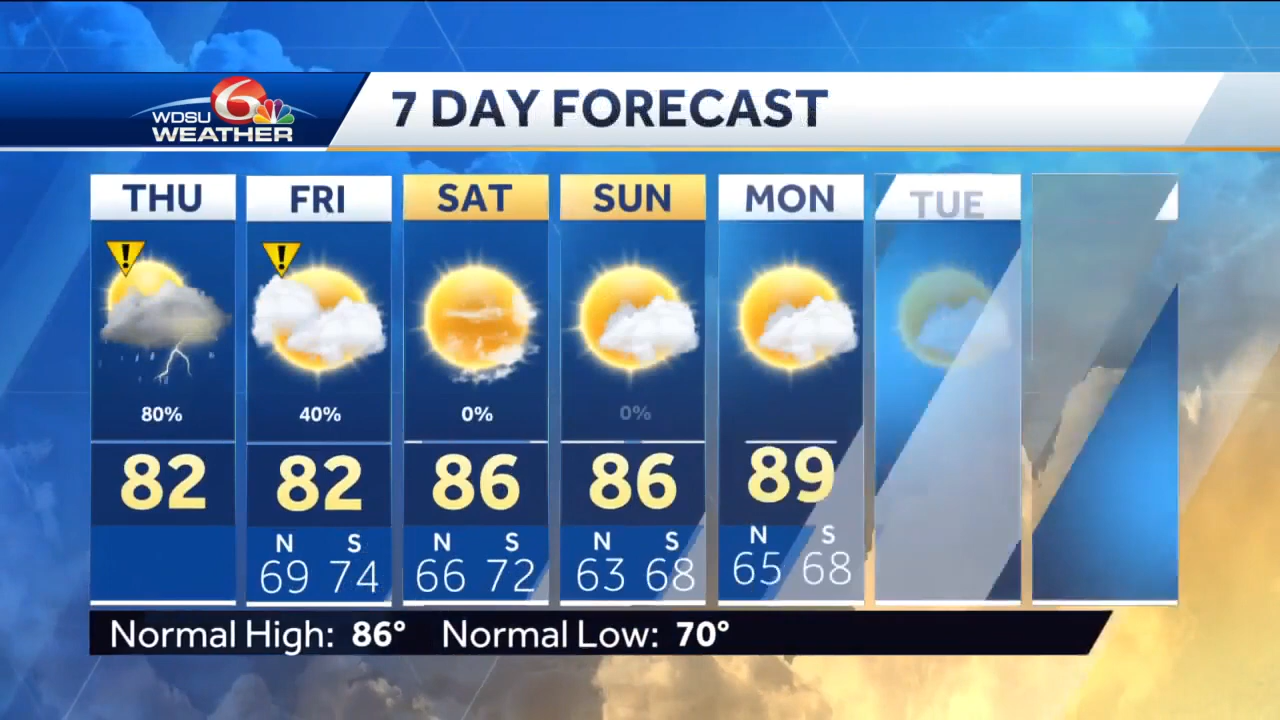 WDSU 6
WEATHER
7 DAY FORECAST
THU FRI SAT SUN MON TUE
! !
80% 40% 0% 0%
82 82 86 86 89
N S N S N S N S
69 74 66 72 63 68 65 68
Normal High: 86° Normal Low: 70°